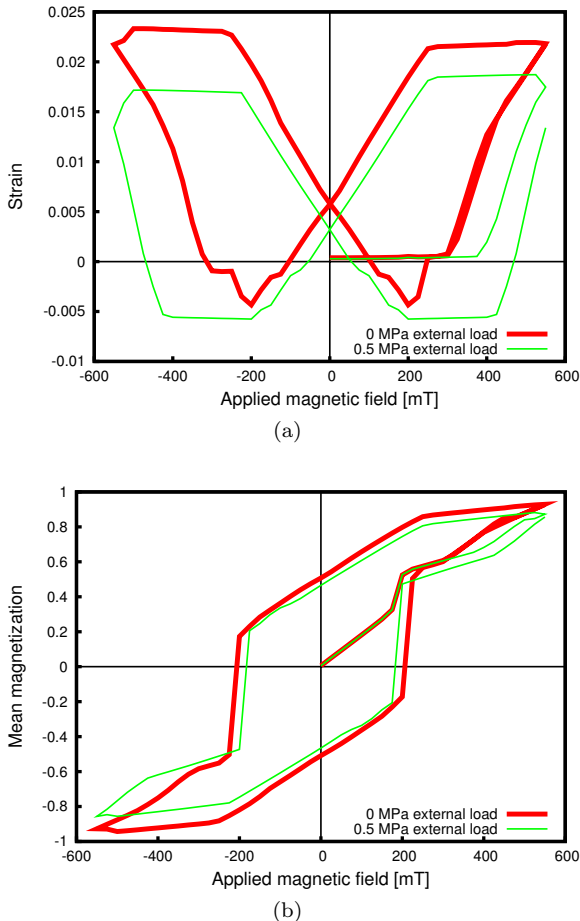 0.025
0.02
0.015
0.01
0.005
0
-0.005
-0.01
Strain
0 MPa external load
0.5 MPa external load
-600 -400 -200 0 200 400 600
Applied magnetic field [mT]
(a)
1
0.8
0.6
0.4
0.2
0
-0.2
-0.4
-0.6
-0.8
-1
Mean magnetization
0 MPa external load
0.5 MPa external load
-600 -400 -200 0 200 400 600
Applied magnetic field [mT]
(b)